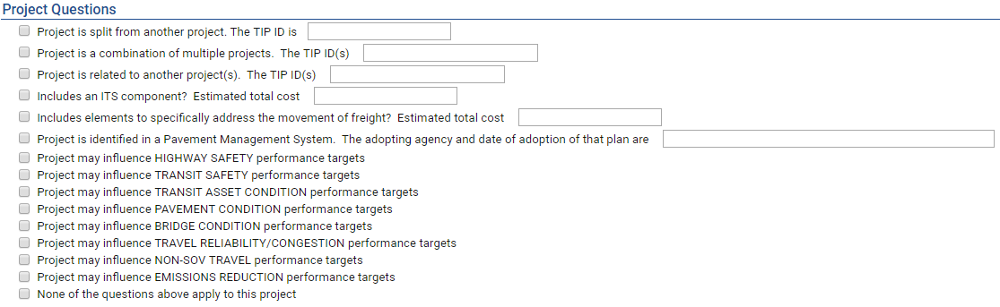 Project Questions
Project is split from another project. The TIP ID is
Project is a combination of multiple projects. The TIP ID(s)
Project is related to another project(s). The TIP ID(s)
Includes an ITS component? Estimated total cost
Includes elements to specifically address the movement of freight? Estimated total cost
Project is identified in a Pavement Management System. The adopting agency and date of adoption of that plan are
Project may influence HIGHWAY SAFETY performance targets
Project may influence TRANSIT SAFETY performance targets
Project may influence TRANSIT ASSET CONDITION performance targets
Project may influence PAVEMENT CONDITION performance targets
Project may influence BRIDGE CONDITION performance targets
Project may influence TRAVEL RELIABILITY/CONGESTION performance targets
Project may influence NON-SOV TRAVEL performance targets
Project may influence EMISSIONS REDUCTION performance targets
None of the questions above apply to this project